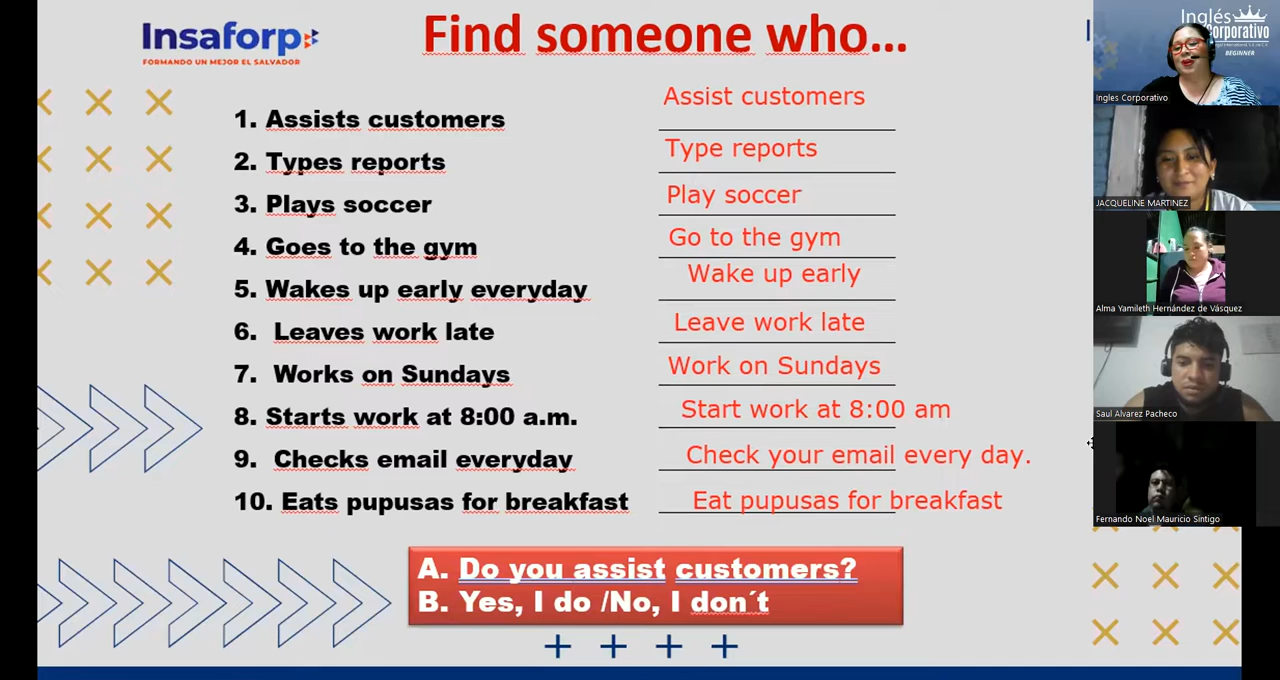 Insaforp
FORMANDO UN MEJOR EL SALVADOR
Find someone who...
1. Assists customers
Assist customers
2. Types reports
Type reports
3. Plays soccer
Play soccer
4. Goes to the gym
Go to the gym
5. Wakes up early everyday
Wake up early
6. Leaves work late
Leave work late
7. Works on Sundays
Work on Sundays
8. Starts work at 8:00 a.m.
Start work at 8:00 am
9. Checks email everyday
Check your email every day.
10. Eats pupusas for breakfast
Eat pupusas for breakfast
A. Do you assist customers?
B. Yes, I do /No, I don´t
Inglés
Corporativo
BEGINNER
Ingles Corporativo
JACQUELINE MARTINEZ
Alma Yamileth Hernández de Vásquez
Saul Alvarez Pacheco
Fernando Noel Mauricio Sintigo